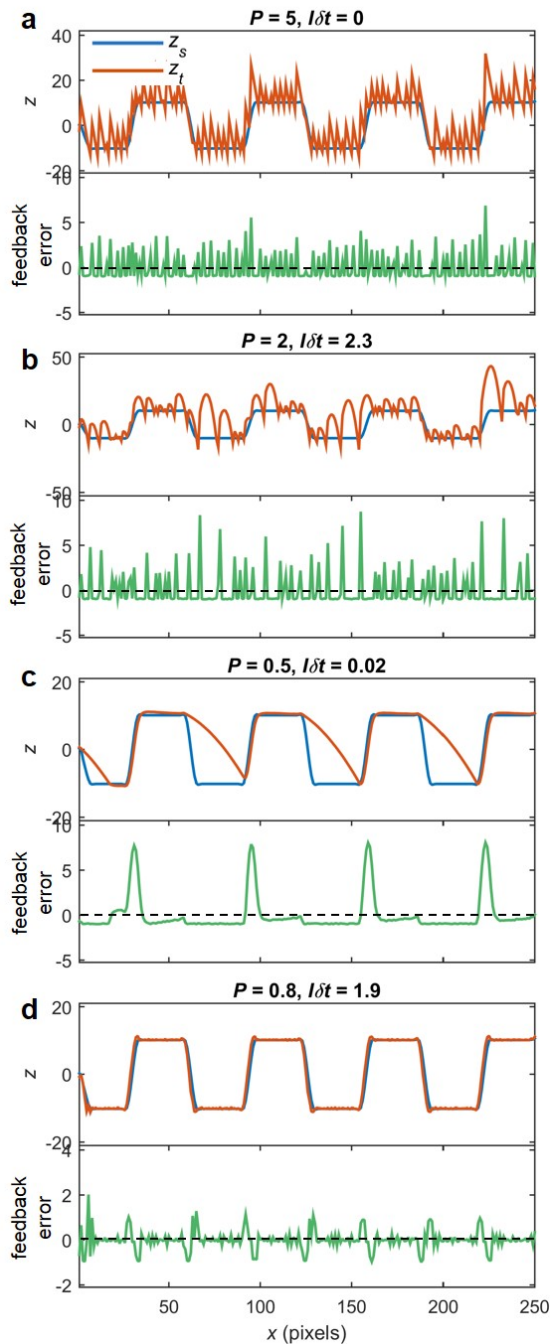 a
P = 5, Iδt = 0
z_s
z_t
40
20
0
-20
z
10
5
0
-5
feedback
error
b
P = 2, Iδt = 2.3
50
0
-50
z
10
5
0
-5
feedback
error
c
P = 0.5, Iδt = 0.02
20
0
-20
z
10
5
0
-5
feedback
error
d
P = 0.8, Iδt = 1.9
20
0
-20
z
4
2
0
-2
feedback
error
50 100 150 200 250
x (pixels)